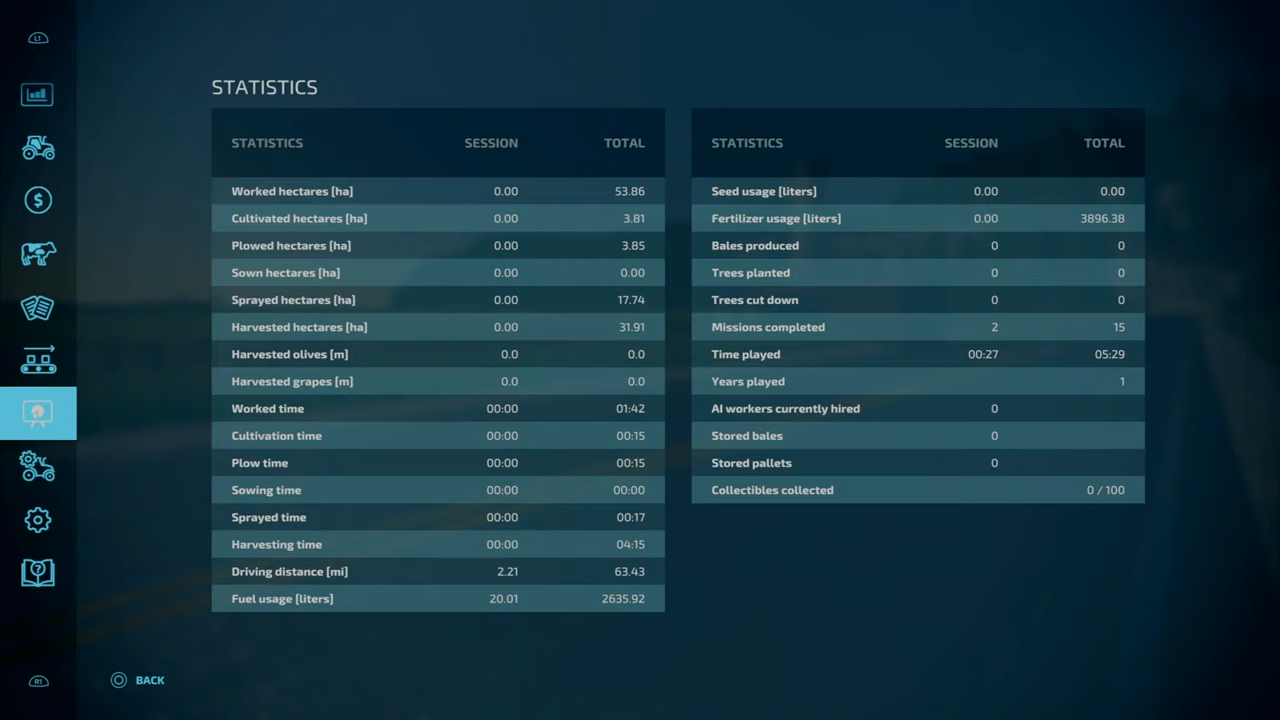 L1
STATISTICS
STATISTICS SESSION TOTAL
Worked hectares [ha] 0.00 53.86
Cultivated hectares [ha] 0.00 3.81
Plowed hectares [ha] 0.00 3.85
Sown hectares [ha] 0.00 0.00
Sprayed hectares [ha] 0.00 17.74
Harvested hectares [ha] 0.00 31.91
Harvested olives [m] 0.0 0.0
Harvested grapes [m] 0.0 0.0
Worked time 00:00 01:42
Cultivation time 00:00 00:15
Plow time 00:00 00:15
Sowing time 00:00 00:00
Sprayed time 00:00 00:17
Harvesting time 00:00 04:15
Driving distance [mi] 2.21 63.43
Fuel usage [liters] 20.01 2635.92
STATISTICS SESSION TOTAL
Seed usage [liters] 0.00 0.00
Fertilizer usage [liters] 0.00 3896.38
Bales produced 0 0
Trees planted 0 0
Trees cut down 0 0
Missions completed 2 15
Time played 00:27 05:29
Years played 1
AI workers currently hired 0
Stored bales 0
Stored pallets 0
Collectibles collected 0 / 100
R1
BACK